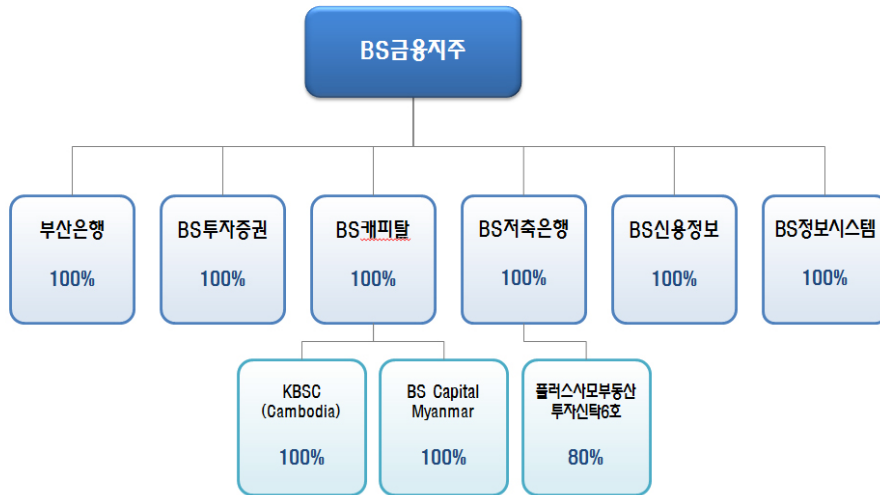 BS금융지주
부산은행
100%
BS투자증권
100%
BS캐피탈
100%
BS저축은행
100%
BS신용정보
100%
BS정보시스템
100%
KBSC
(Cambodia)
100%
BS Capital
Myanmar
100%
플러스사모부동산
투자신탁6호
80%